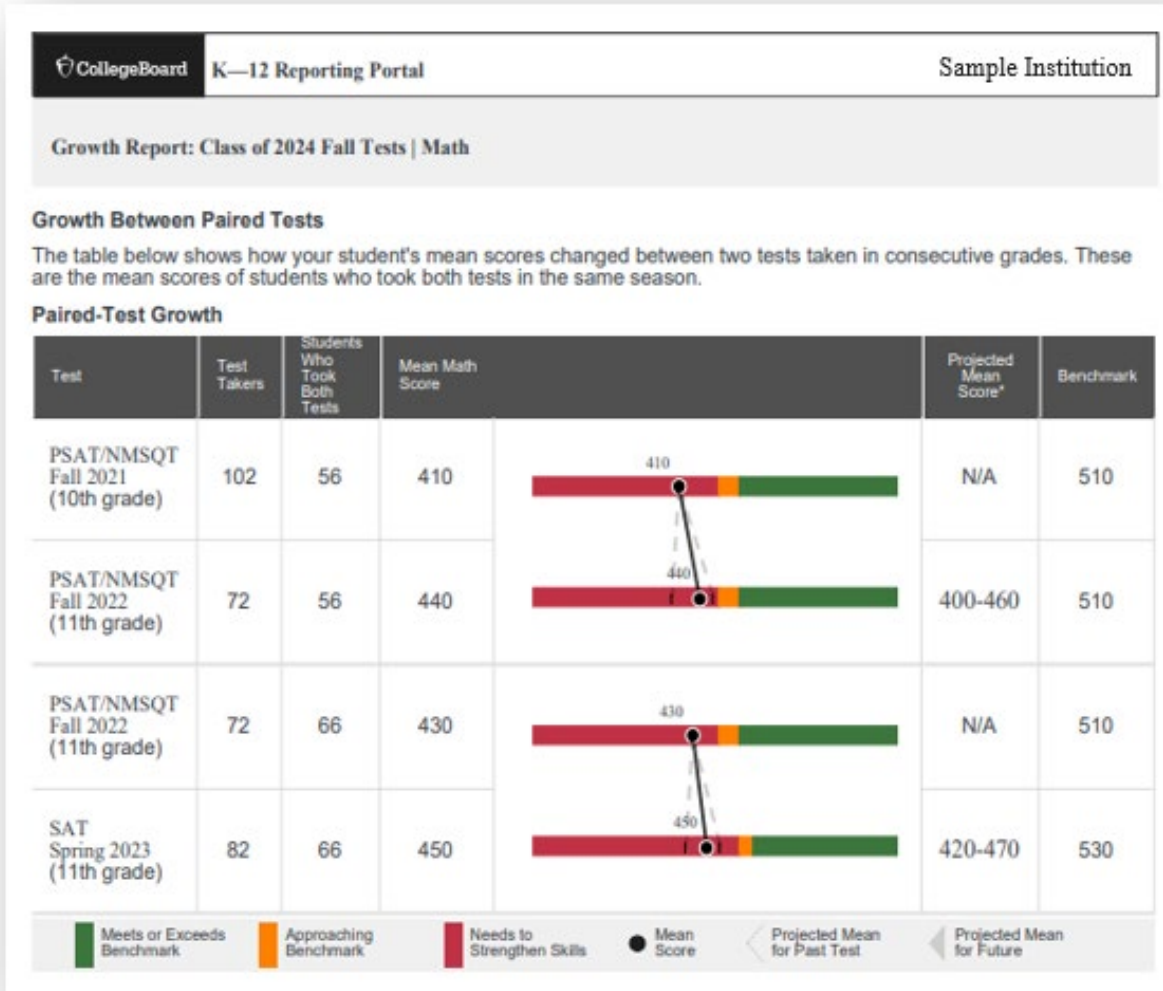 CollegeBoard K—12 Reporting Portal Sample Institution
Growth Report: Class of 2024 Fall Tests | Math
Growth Between Paired Tests
The table below shows how your student's mean scores changed between two tests taken in consecutive grades. These
are the mean scores of students who took both tests in the same season.
Paired-Test Growth
Test
Test
Takers
Students
Who
Took
Both
Tests
Mean Math
Score
Projected
Mean
Score*
Benchmark
PSAT/NMSQT
Fall 2021
(10th grade)
102
56
410
410
N/A
510
PSAT/NMSQT
Fall 2022
(11th grade)
72
56
440
440
400-460
510
PSAT/NMSQT
Fall 2022
(11th grade)
72
66
430
430
N/A
510
SAT
Spring 2023
(11th grade)
82
66
450
450
420-470
530
Meets or Exceeds
Benchmark
Approaching
Benchmark
Needs to
Strengthen Skills
Mean
Score
Projected Mean
for Past Test
Projected Mean
for Future